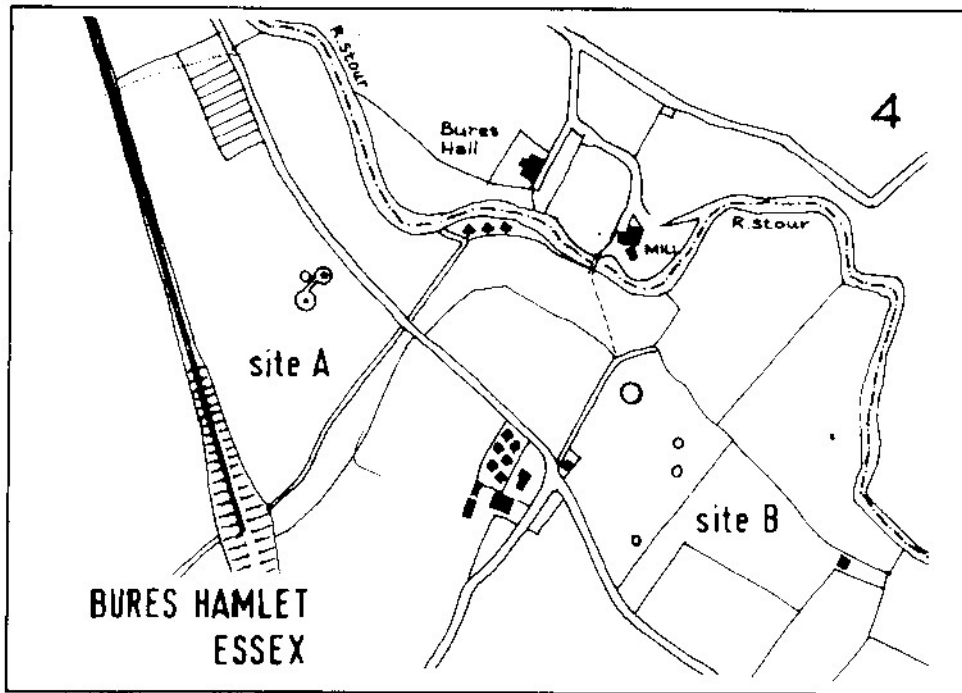 R. Stour
4
Bures
Hall
R. Stour
MILL
site A
site B
BURES HAMLET
ESSEX